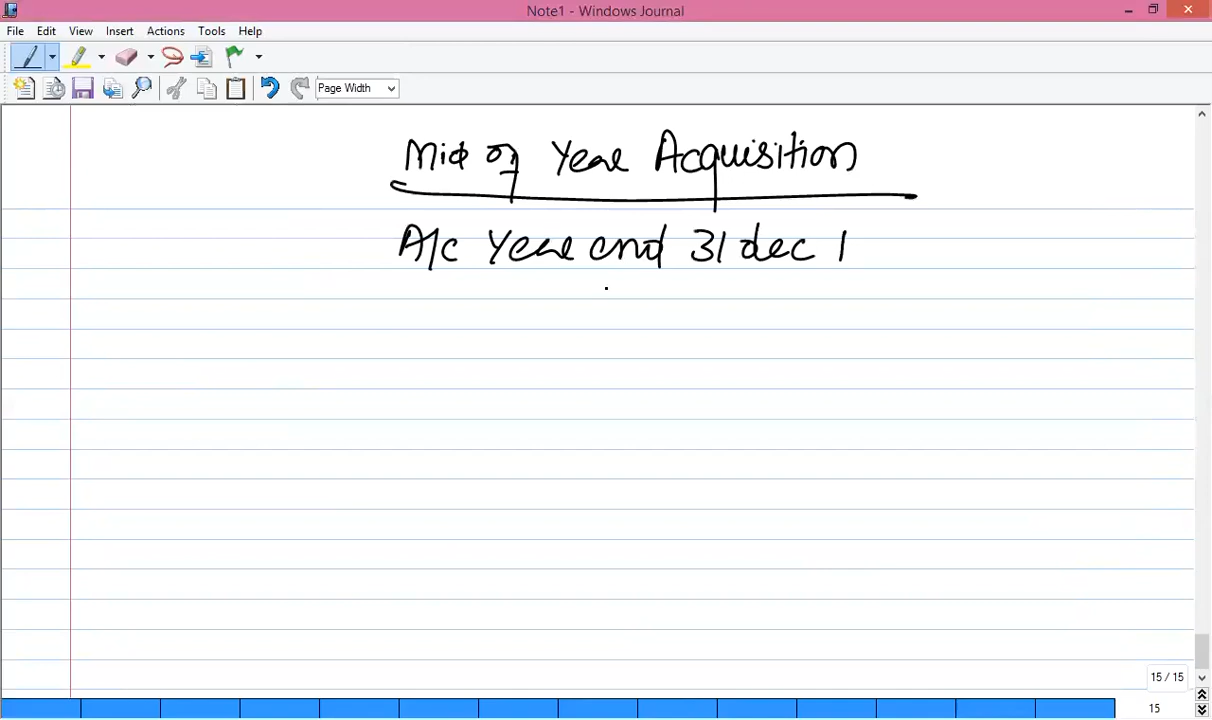 Note1 - Windows Journal
File Edit View Insert Actions Tools Help
Page Width
Mid of Year Acquisition
A/c Year end 31 dec 1
15 / 15
15